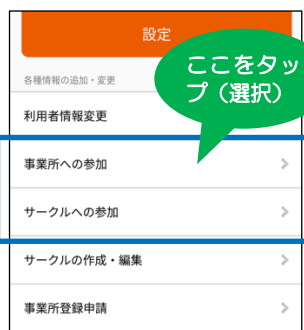 設定
ここをタッ
プ（選択）
各種情報の追加・変更
利用者情報変更
事業所への参加
サークルへの参加
サークルの作成・編集
事業所登録申請